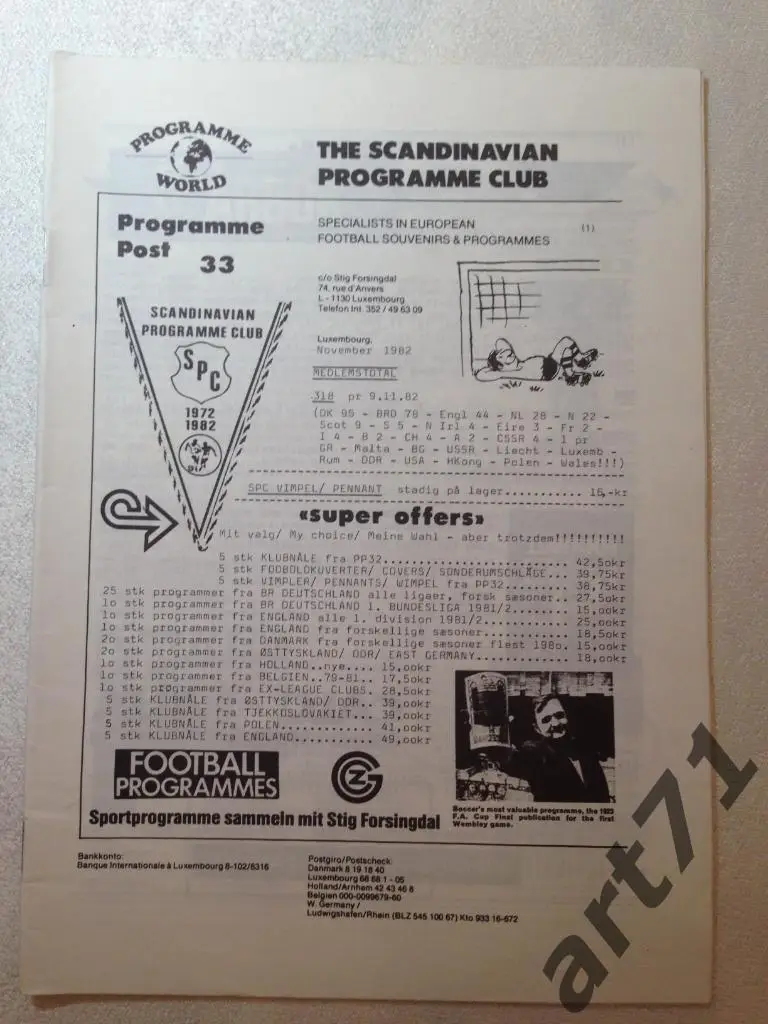 PROGRAMME
WORLD
THE SCANDINAVIAN
PROGRAMME CLUB
Programme
Post 33
SPECIALISTS IN EUROPEAN
FOOTBALL SOUVENIRS & PROGRAMMES
(1)
c/o Stig Forsingdal
74, rue d'Anvers
L - 1130 Luxembourg
Telefon Int. 352 / 49 63 09
SCANDINAVIAN
PROGRAMME CLUB
SPC
1972
1982
Luxembourg,
November 1982
MEDLEMSTOTAL
318 pr 9.11.82
(DK 95 - BRD 78 - Engl 44 - NL 28 - N 22 -
Scot 9 - S 5 - N Irl 4 - Eire 3 - Fr 2 -
I 4 - B 2 - CH 4 - A 2 - CSSR 4 - 1 pr
GR - Malta - BG - USSR - Liecht - Luxemb -
Rum - DDR - USA - HKong - Polen - Wales!!!)
SPC VIMPEL/ PENNANT stadig på lager........... 15,-kr
«super offers»
Mit valg/ My choice/ Meine Wahl - aber trotzdem!!!!!!!!!!
5 stk KLUBNÅLE fra PP32...................... 42,5okr
5 stk FODBOLDKUVERTER/ COVERS/ SONDERUMSCHLÄGE... 39,75kr
5 stk VIMPLER/ PENNANTS/ WIMPEL fra PP32........ 38,75kr
25 stk programmer fra BR DEUTSCHLAND alle ligaer, forsk sæsoner.. 27,5okr
lo stk programmer fra BR DEUTSCHLAND 1. BUNDESLIGA 1981/2........ 15,ookr
lo stk programmer fra ENGLAND alle 1. division 1981/2........... 25,ookr
lo stk programmer fra ENGLAND fra forskellige sæsoner........... 18,5okr
2o stk programmer fra DANMARK fra forskellige sæsoner flest 198o. 15,ookr
2o stk programmer fra ØSTTYSKLAND/ DDR/ EAST GERMANY............ 18,ookr
lo stk programmer fra HOLLAND..nye.... 15,ookr
lo stk programmer fra BELGIEN..79-81.. 17,5okr
lo stk programmer fra EX-LEAGUE CLUBS. 28,5okr
5 stk KLUBNÅLE fra ØSTTYSKLAND/ DDR.. 39,ookr
5 stk KLUBNÅLE fra TJEKKOSLOVAKIET... 39,ookr
5 stk KLUBNÅLE fra POLEN............. 41,ookr
5 stk KLUBNÅLE fra ENGLAND........... 49,ookr
FOOTBALL
PROGRAMMES
Sportprogramme sammeln mit Stig Forsingdal
Soccer's most valuable programme, the 1923
F.A. Cup Final publication for the first
Wembley game.
Bankkonto:
Banque Internationale à Luxembourg 8-102/6316
Postgiro/Postscheck:
Danmark 8 19 18 40
Luxembourg 68 68 1 - 05
Holland/Arnhem 42 43 46 8
Belgien 000-0099679-60
W. Germany /
Ludwigshafen/Rhein (BLZ 545 100 67) Kto 933 16-672
art71